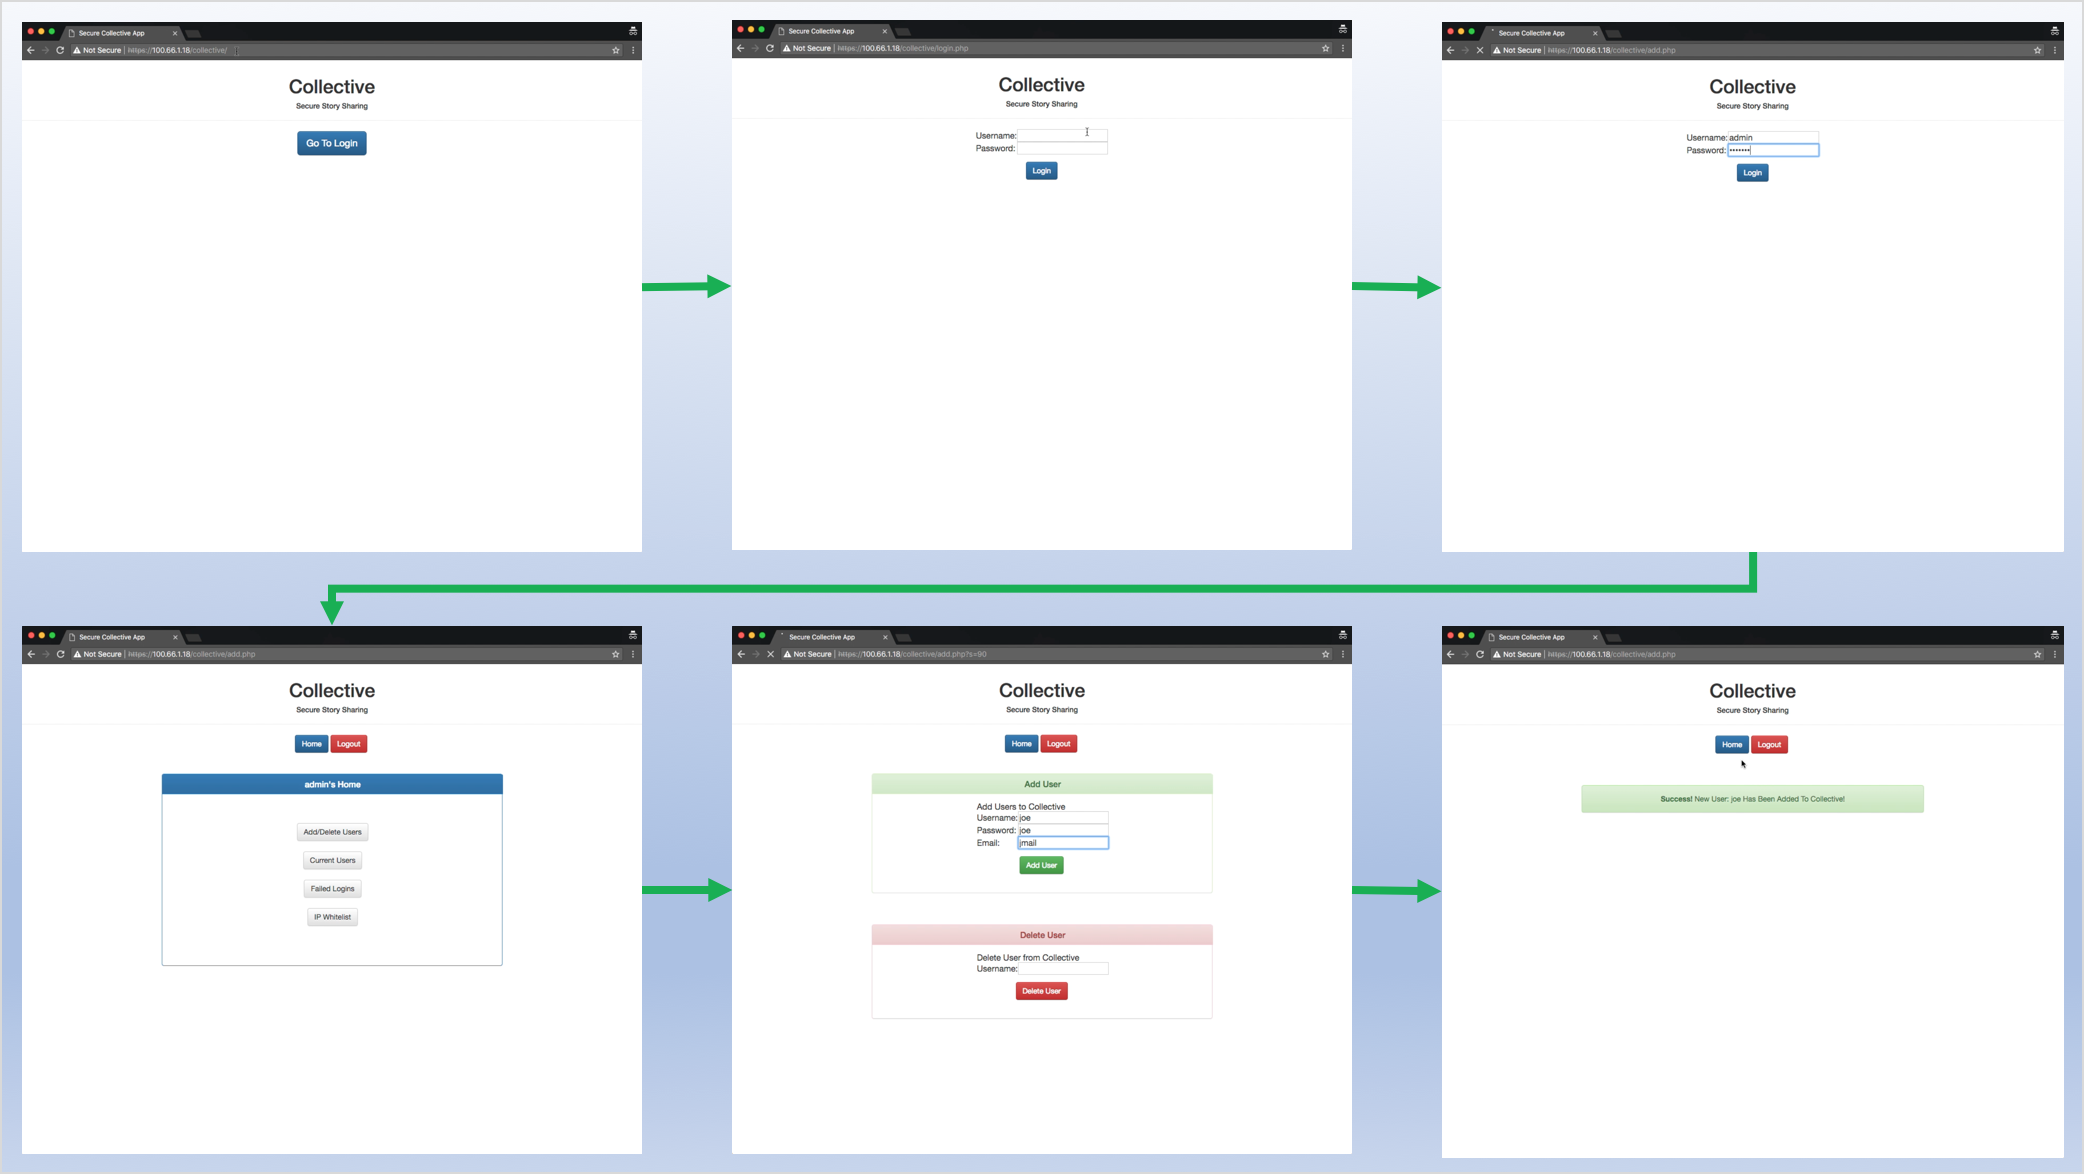 Secure Collective App
Not Secure | https://100.66.1.18/collective/
Collective
Secure Story Sharing
Go To Login
Secure Collective App
Not Secure | https://100.66.1.18/collective/login.php
Collective
Secure Story Sharing
Username:
Password:
Login
Secure Collective App
Not Secure | https://100.66.1.18/collective/add.php
Collective
Secure Story Sharing
Username: admin
Password: •••••••
Login
Secure Collective App
Not Secure | https://100.66.1.18/collective/add.php
Collective
Secure Story Sharing
Home Logout
admin's Home
Add/Delete Users
Current Users
Failed Logins
IP Whitelist
Secure Collective App
Not Secure | https://100.66.1.18/collective/add.php?s=90
Collective
Secure Story Sharing
Home Logout
Add User
Add Users to Collective
Username: joe
Password: joe
Email: jmail
Add User
Delete User
Delete User from Collective
Username:
Delete User
Secure Collective App
Not Secure | https://100.66.1.18/collective/add.php
Collective
Secure Story Sharing
Home Logout
Success! New User: joe Has Been Added To Collective!